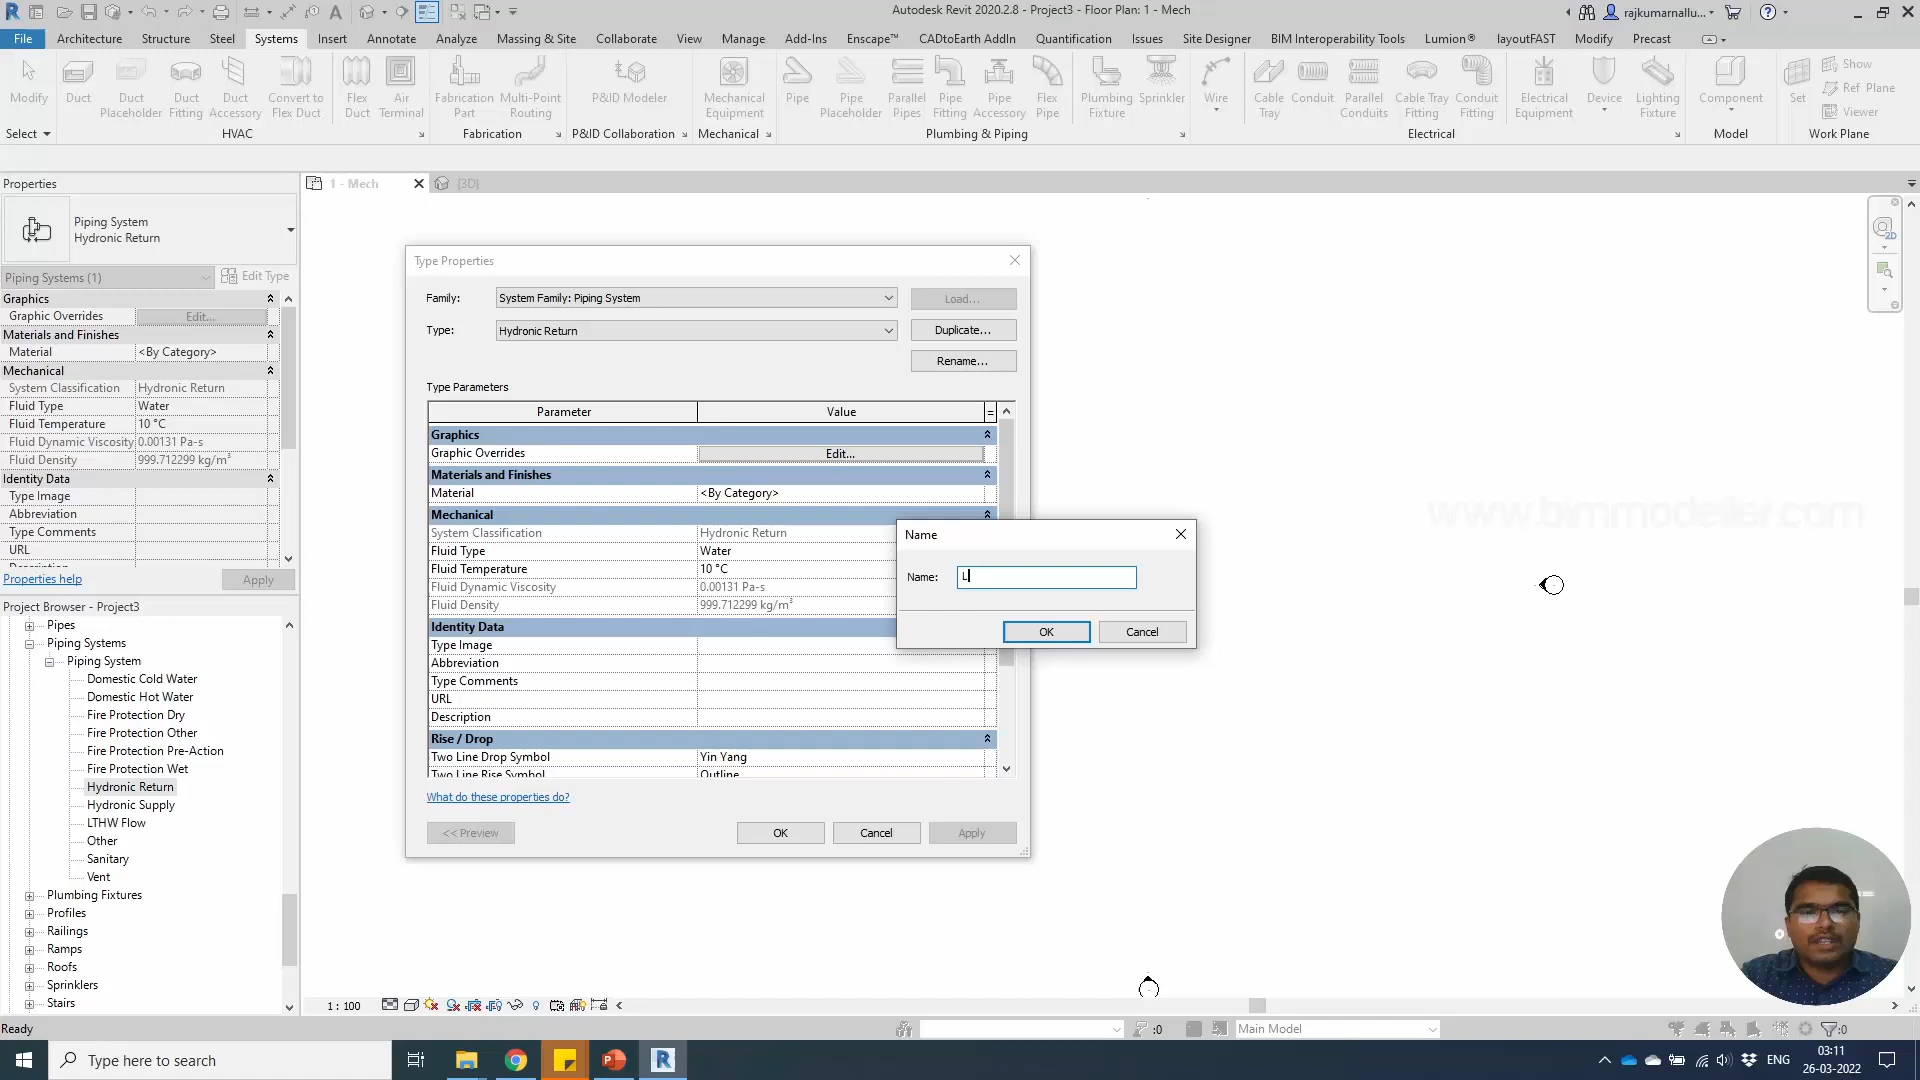 Autodesk Revit 2020.2.8 - Project3 - Floor Plan: 1 - Mech
rajkumarnallu...
File Architecture Structure Steel Systems Insert Annotate Analyze Massing & Site Collaborate View Manage Add-Ins Enscape™ CADtoEarth AddIn Quantification Issues Site Designer BIM Interoperability Tools Lumion® layoutFAST Modify Precast
Modify
Duct
Duct Placeholder
Duct Fitting
Duct Accessory
Convert to Flex Duct
Flex Duct
Air Terminal
Fabrication Part
Multi-Point Routing
P&ID Modeler
Mechanical Equipment
Pipe
Pipe Placeholder
Parallel Pipes
Pipe Fitting
Pipe Accessory
Flex Pipe
Plumbing Fixture
Sprinkler
Wire
Cable Tray
Conduit
Parallel Conduits
Cable Tray Fitting
Conduit Fitting
Electrical Equipment
Device
Lighting Fixture
Component
Set
Show
Ref Plane
Viewer
Select HVAC Fabrication P&ID Collaboration Mechanical Plumbing & Piping Electrical Model Work Plane
Properties
1 - Mech
{3D}
Piping System
Hydronic Return
Piping Systems (1) Edit Type
Graphics
Graphic Overrides Edit...
Materials and Finishes
Material <By Category>
Mechanical
System Classification Hydronic Return
Fluid Type Water
Fluid Temperature 10 °C
Fluid Dynamic Viscosity 0.00131 Pa-s
Fluid Density 999.712299 kg/m³
Identity Data
Type Image
Abbreviation
Type Comments
URL
Properties help Apply
Project Browser - Project3
Pipes
Piping Systems
Piping System
Domestic Cold Water
Domestic Hot Water
Fire Protection Dry
Fire Protection Other
Fire Protection Pre-Action
Fire Protection Wet
Hydronic Return
Hydronic Supply
LTHW Flow
Other
Sanitary
Vent
Plumbing Fixtures
Profiles
Railings
Ramps
Roofs
Sprinklers
Stairs
Type Properties
Family: System Family: Piping System Load...
Type: Hydronic Return Duplicate...
Rename...
Type Parameters
Parameter Value =
Graphics
Graphic Overrides Edit...
Materials and Finishes
Material <By Category>
Mechanical
System Classification Hydronic Return
Fluid Type Water
Fluid Temperature 10 °C
Fluid Dynamic Viscosity 0.00131 Pa-s
Fluid Density 999.712299 kg/m³
Identity Data
Type Image
Abbreviation
Type Comments
URL
Description
Rise / Drop
Two Line Drop Symbol Yin Yang
Two Line Rise Symbol Outline
What do these properties do?
<< Preview OK Cancel Apply
Name
Name: L
OK Cancel
www.bimmodeller.com
1 : 100
Ready
:0
Main Model
:0
Type here to search
ENG
03:11
26-03-2022